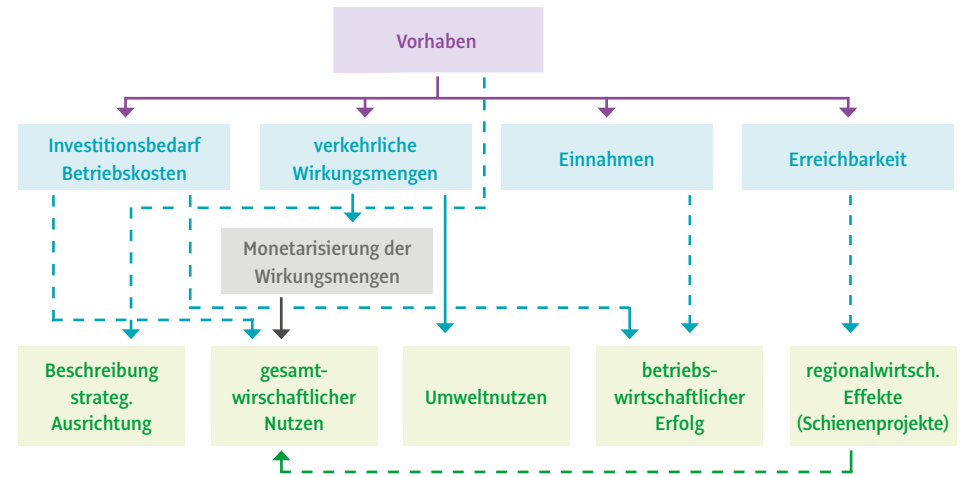 Vorhaben
Investitionsbedarf
Betriebskosten
verkehrliche
Wirkungsmengen
Einnahmen
Erreichbarkeit
Monetarisierung der
Wirkungsmengen
Beschreibung
strateg.
Ausrichtung
gesamt-
wirschaftlicher
Nutzen
Umweltnutzen
betriebs-
wirtschaftlicher
Erfolg
regionalwirtsch.
Effekte
(Schienenprojekte)